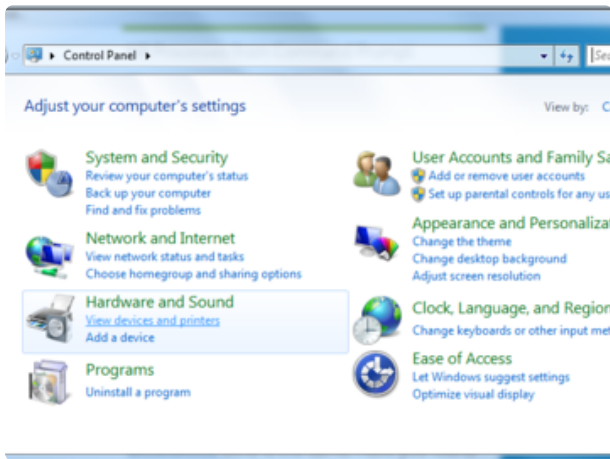 Control Panel
Adjust your computer's settings
View by:
System and Security
Review your computer's status
Back up your computer
Find and fix problems
Network and Internet
View network status and tasks
Choose homegroup and sharing options
Hardware and Sound
View devices and printers
Add a device
Programs
Uninstall a program
User Accounts and Family Sa
Add or remove user accounts
Set up parental controls for any us
Appearance and Personaliza
Change the theme
Change desktop background
Adjust screen resolution
Clock, Language, and Region
Change keyboards or other input met
Ease of Access
Let Windows suggest settings
Optimize visual display